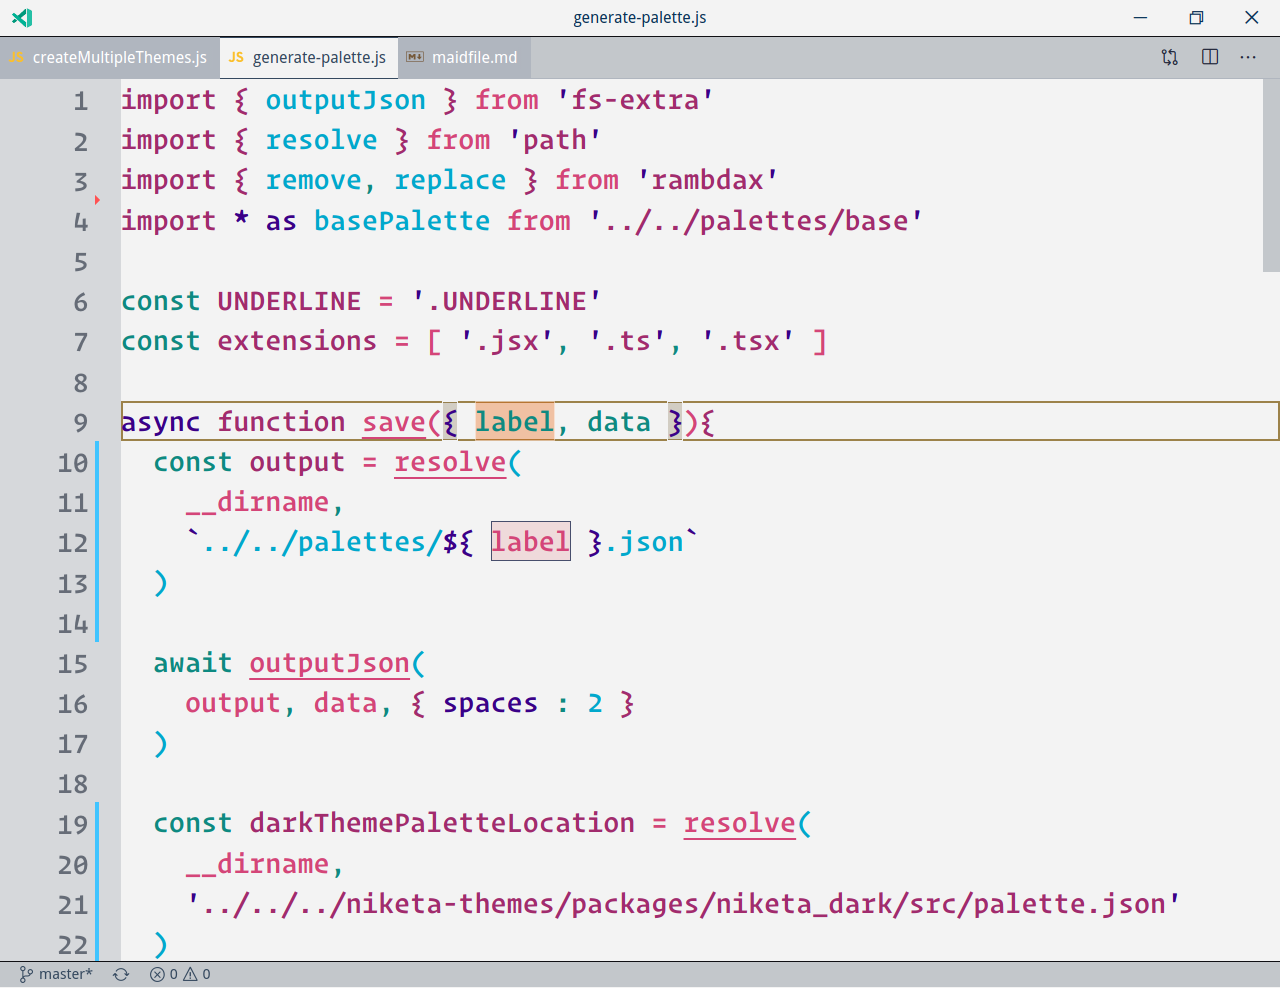 generate-palette.js
JS createMultipleThemes.js JS generate-palette.js M maidfile.md ···
1 import { outputJson } from 'fs-extra'
2 import { resolve } from 'path'
3 import { remove, replace } from 'rambdax'
4 import * as basePalette from '../../palettes/base'
5
6 const UNDERLINE = '.UNDERLINE'
7 const extensions = [ '.jsx', '.ts', '.tsx' ]
8
9 async function save({ label, data }){
10 const output = resolve(
11 __dirname,
12 `../../palettes/${ label }.json`
13 )
14
15 await outputJson(
16 output, data, { spaces : 2 }
17 )
18
19 const darkThemePaletteLocation = resolve(
20 __dirname,
21 '../../../niketa-themes/packages/niketa_dark/src/palette.json'
22 )
master* 0 0